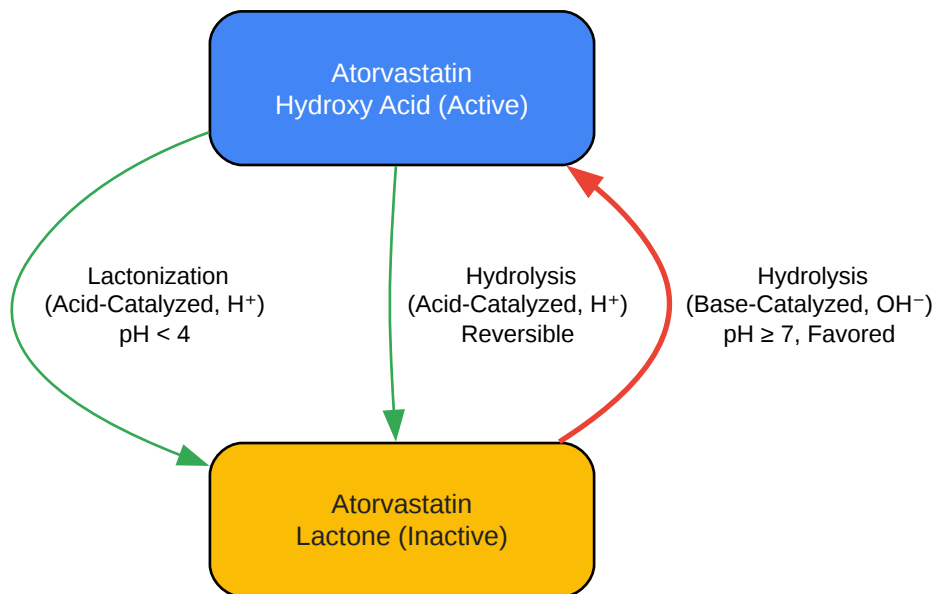 Atorvastatin
Hydroxy Acid (Active)
Lactonization
(Acid-Catalyzed, H⁺)
pH < 4
Hydrolysis
(Acid-Catalyzed, H⁺)
Reversible
Hydrolysis
(Base-Catalyzed, OH⁻)
pH ≥ 7, Favored
Atorvastatin
Lactone (Inactive)